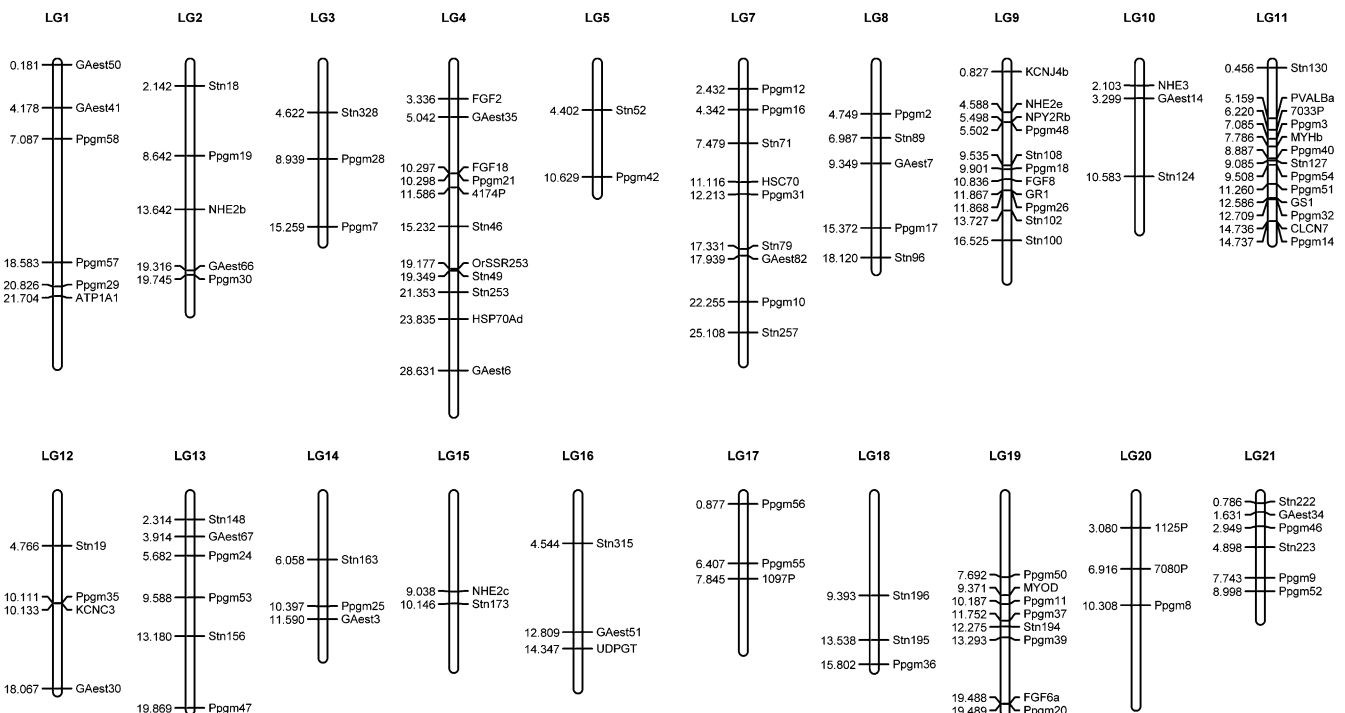 LG1
0.181 GAest50
4.178 GAest41
7.087 Ppgm58
18.583 Ppgm57
20.826 Ppgm29
21.704 ATP1A1
LG2
2.142 Stn18
8.642 Ppgm19
13.642 NHE2b
19.316 GAest66
19.745 Ppgm30
LG3
4.622 Stn328
8.939 Ppgm28
15.259 Ppgm7
LG4
3.336 FGF2
5.042 GAest35
10.297 FGF18
10.298 Ppgm21
11.586 4174P
15.232 Stn46
19.177 OrSSR253
19.349 Stn49
21.353 Stn253
23.835 HSP70Ad
28.631 GAest6
LG5
4.402 Stn52
10.629 Ppgm42
LG7
2.432 Ppgm12
4.342 Ppgm16
7.479 Stn71
11.116 HSC70
12.213 Ppgm31
17.331 Stn79
17.939 GAest82
22.255 Ppgm10
25.108 Stn257
LG8
4.749 Ppgm2
6.987 Stn89
9.349 GAest7
15.372 Ppgm17
18.120 Stn96
LG9
0.827 KCNJ4b
4.588 NHE2e
5.498 NPY2Rb
5.502 Ppgm48
9.535 Stn108
9.901 Ppgm18
10.836 FGF8
11.867 GR1
11.868 Ppgm26
13.727 Stn102
16.525 Stn100
LG10
2.103 NHE3
3.299 GAest14
10.583 Stn124
LG11
0.456 Stn130
5.159 PVALBa
6.220 7033P
7.085 Ppgm3
7.786 MYHb
8.887 Ppgm40
9.085 Stn127
9.508 Ppgm54
11.260 Ppgm51
12.586 GS1
12.709 Ppgm32
14.736 CLCN7
14.737 Ppgm14
LG12
4.766 Stn19
10.111 Ppgm35
10.133 KCNC3
18.067 GAest30
LG13
2.314 Stn148
3.914 GAest67
5.682 Ppgm24
9.588 Ppgm53
13.180 Stn156
19.869 Ppgm47
LG14
6.058 Stn163
10.397 Ppgm25
11.590 GAest3
LG15
9.038 NHE2c
10.146 Stn173
LG16
4.544 Stn315
12.809 GAest51
14.347 UDPGT
LG17
0.877 Ppgm56
6.407 Ppgm55
7.845 1097P
LG18
9.393 Stn196
13.538 Stn195
15.802 Ppgm36
LG19
7.692 Ppgm50
9.371 MYOD
10.187 Ppgm11
11.752 Ppgm37
12.275 Stn194
13.293 Ppgm39
19.488 FGF6a
19.489 Ppgm20
LG20
3.080 1125P
6.916 7080P
10.308 Ppgm8
LG21
0.786 Stn222
1.631 GAest34
2.949 Ppgm46
4.898 Stn223
7.743 Ppgm9
8.998 Ppgm52